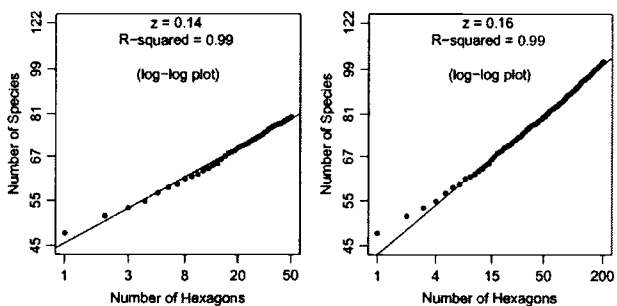 z = 0.14
R−squared = 0.99
(log−log plot)
Number of Species
122
99
81
67
55
45
1
3
8
20
50
Number of Hexagons
z = 0.16
R−squared = 0.99
(log−log plot)
Number of Species
122
99
81
67
55
45
1
4
15
50
200
Number of Hexagons